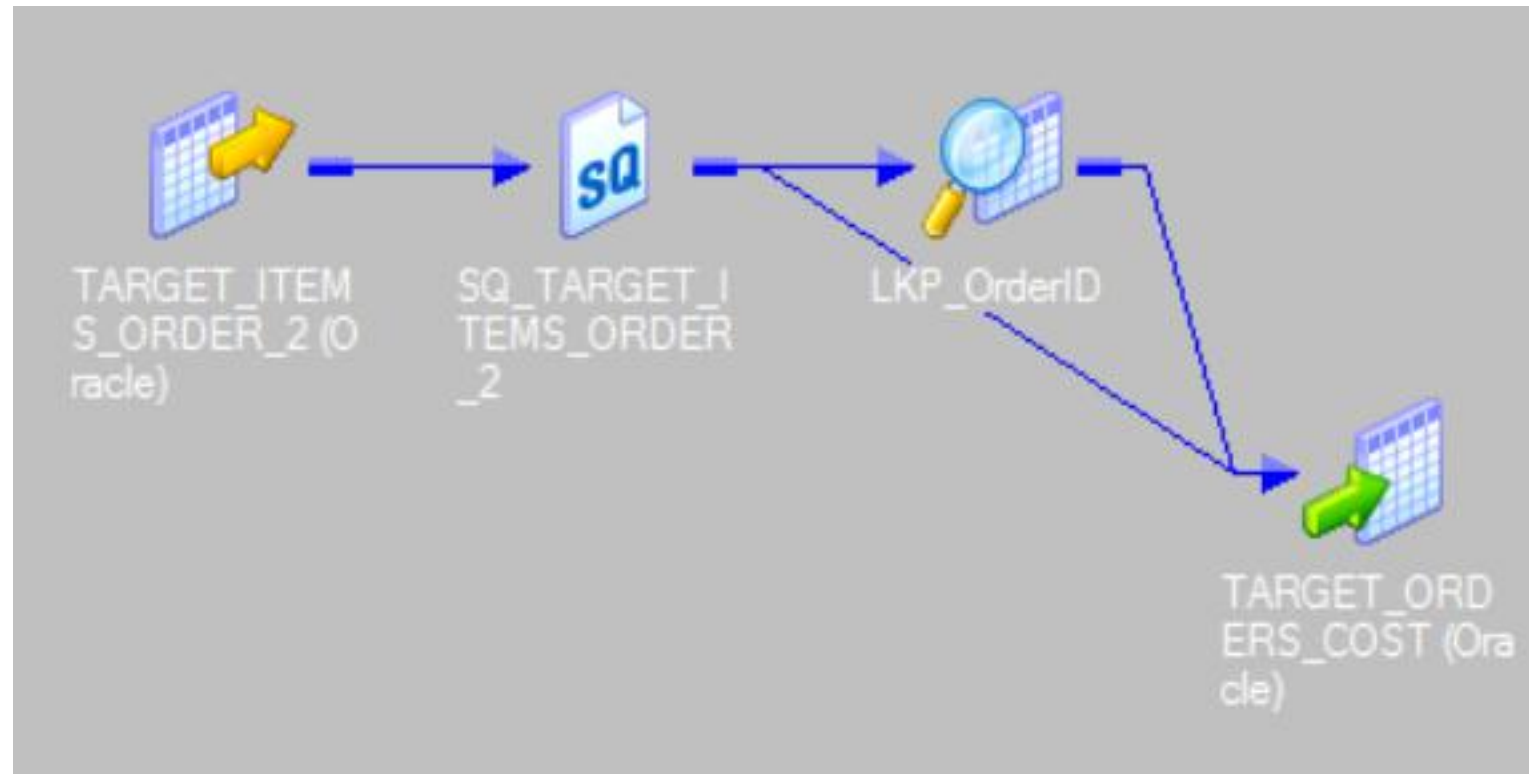 SQ
TARGET_ITEM
S_ORDER_2 (O
racle)
SQ_TARGET_I
TEMS_ORDER
_2
LKP_OrderID
TARGET_ORD
ERS_COST (Ora
cle)